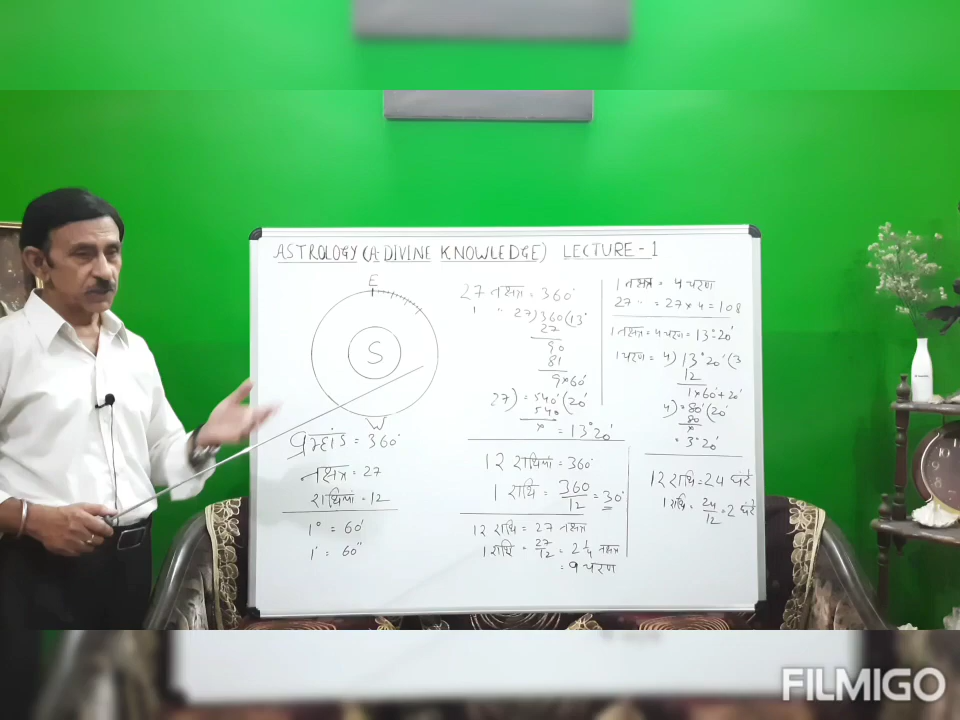 ASTROLOGY (A DIVINE KNOWLEDGE) LECTURE - 1
E
S
W
ब्रम्हांड = 360°
नक्षत्र = 27
राशियां = 12
1° = 60'
1' = 60"
27 नक्षत्र = 360°
1 " 27) 360 (13°
27
90
81
9×60'
27) = 540' (20'
540
× = 13°20'
12 राशियां = 360°
1 राशि = 360/12 = 30°
12 राशि = 27 नक्षत्र
1 राशि = 27/12 = 2 1/4 नक्षत्र
= 9 चरण
1 नक्षत्र = 4 चरण
27 " = 27×4 = 108
1 नक्षत्र = 4 चरण = 13°20'
1 चरण = 4) 13°20' (3
12
1×60'+20'
4) = 80' (20'
80
×
= 3°20'
12 राशि = 24 घंटे
1 राशि = 24/12 = 2 घंटे
FILMIGO